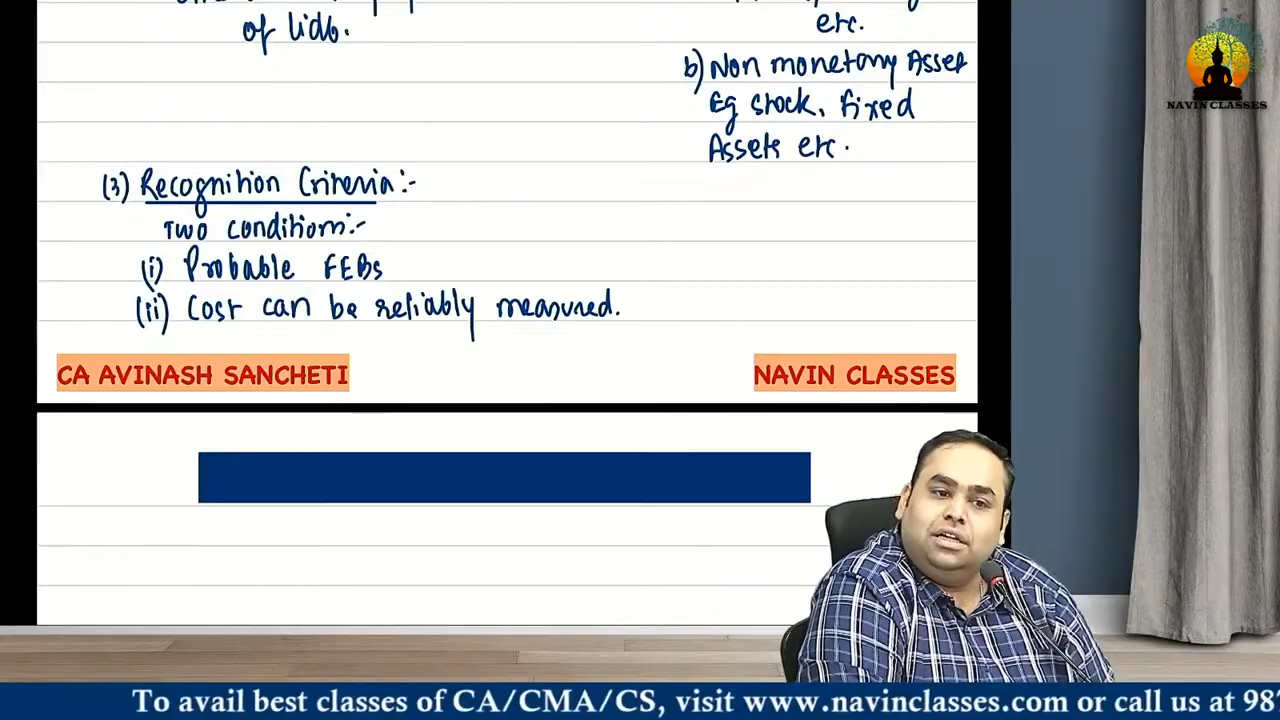 of liab.
etc.
b) Non monetary Asset
Eg stock, Fixed
Assets etc.
(3) Recognition Criteria:-
Two conditions:-
(i) Probable FEBs
(ii) Cost can be reliably measured.
CA AVINASH SANCHETI
NAVIN CLASSES
NAVIN CLASSES
To avail best classes of CA/CMA/CS, visit www.navinclasses.com or call us at 98